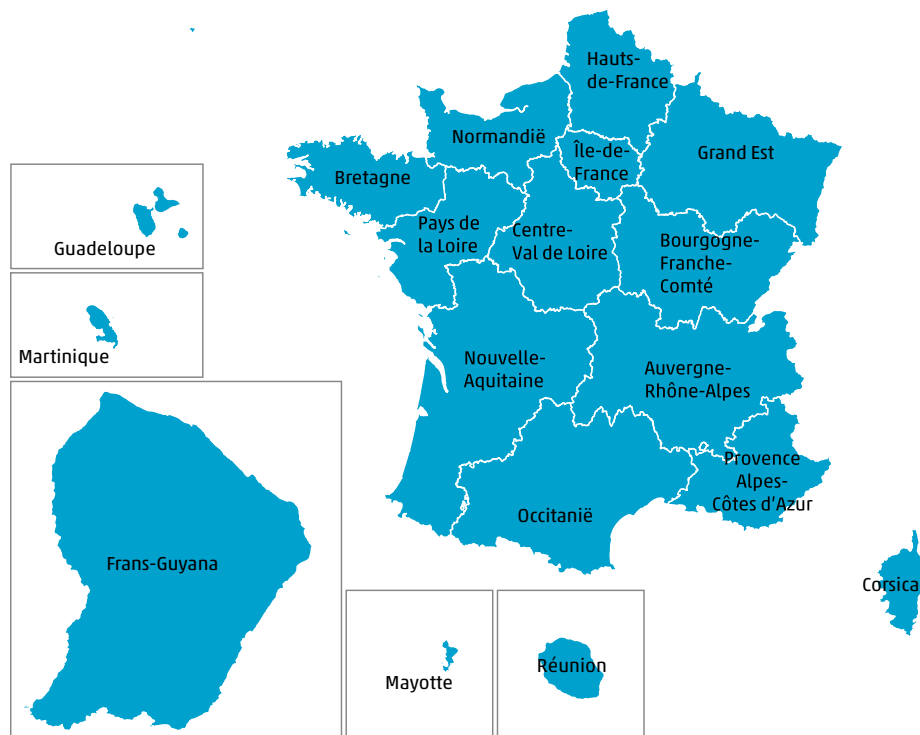 Hauts-
de-France
Normandië
Île-de-
France
Grand Est
Bretagne
Pays de
la Loire
Centre-
Val de Loire
Bourgogne-
Franche-
Comté
Guadeloupe
Martinique
Nouvelle-
Aquitaine
Auvergne-
Rhône-Alpes
Provence
Alpes-
Côtes d'Azur
Occitanië
Frans-Guyana
Corsica
Mayotte
Réunion